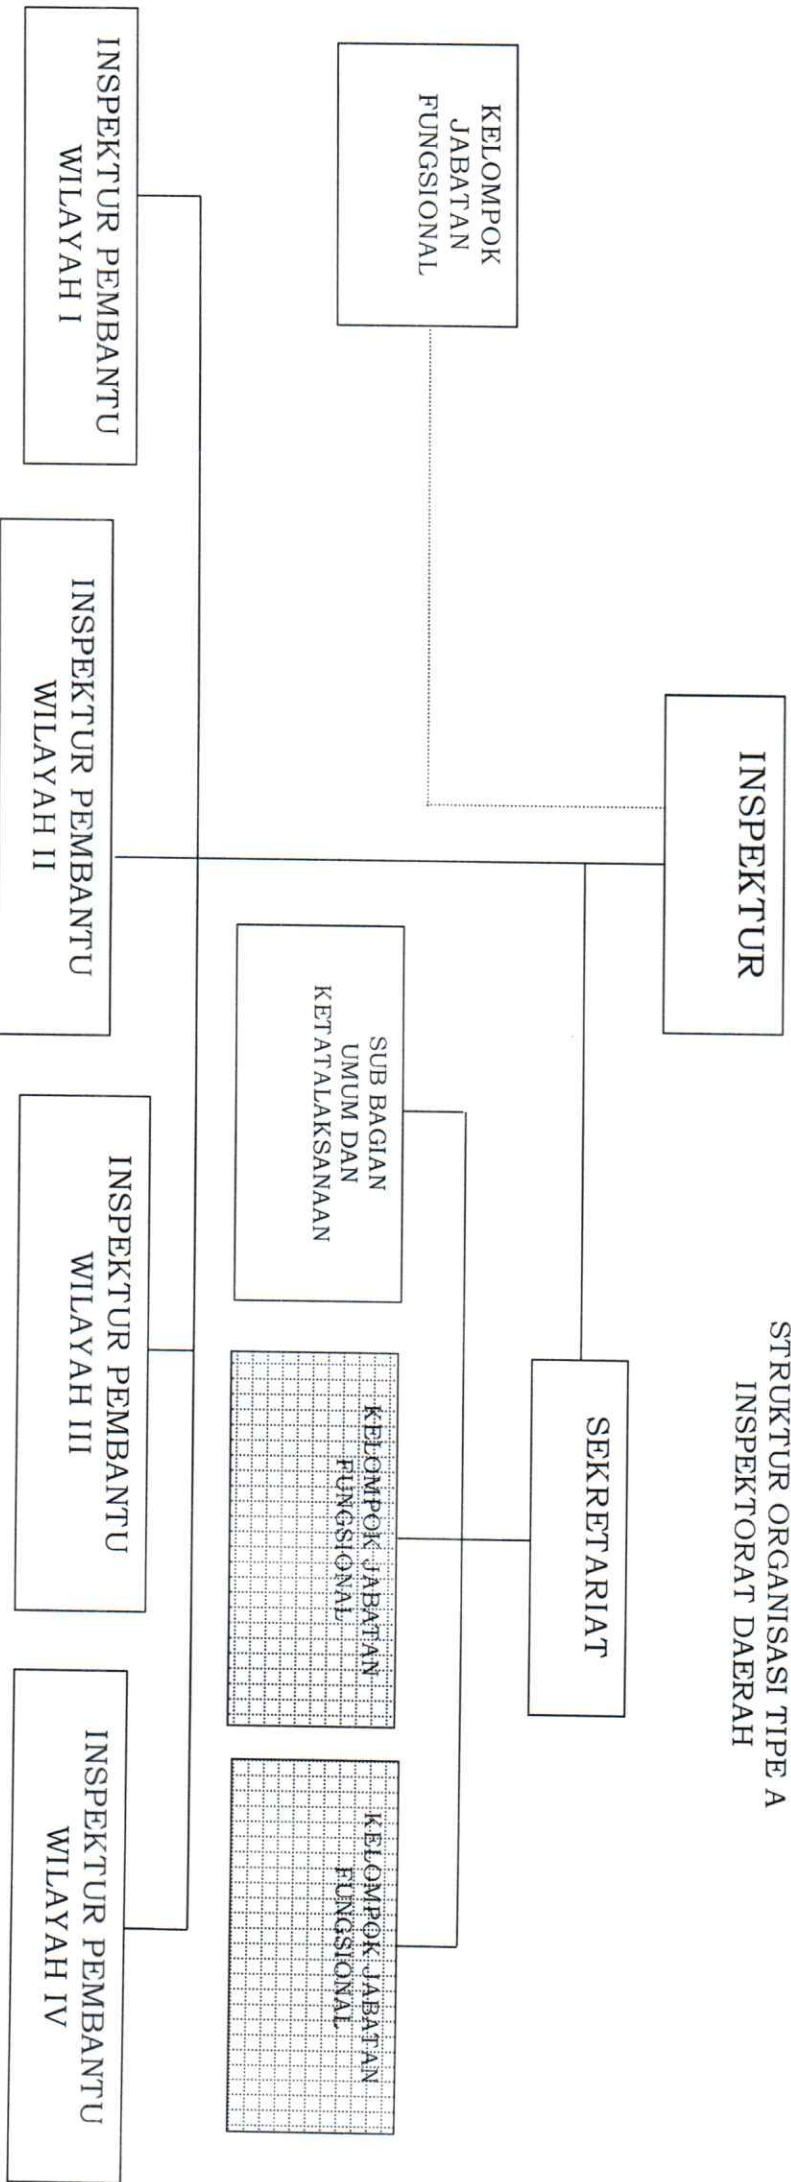 STRUKTUR ORGANISASI TIPE A
INSPEKTORAT DAERAH
INSPEKTUR
SEKRETARIAT
KELOMPOK
JABATAN
FUNGSIONAL
SUB BAGIAN
UMUM DAN
KETATALAKSANAAN
KELOMPOK JABATAN
FUNGSIONAL
KELOMPOK JABATAN
FUNGSIONAL
INSPEKTUR PEMBANTU
WILAYAH I
INSPEKTUR PEMBANTU
WILAYAH II
INSPEKTUR PEMBANTU
WILAYAH III
INSPEKTUR PEMBANTU
WILAYAH IV